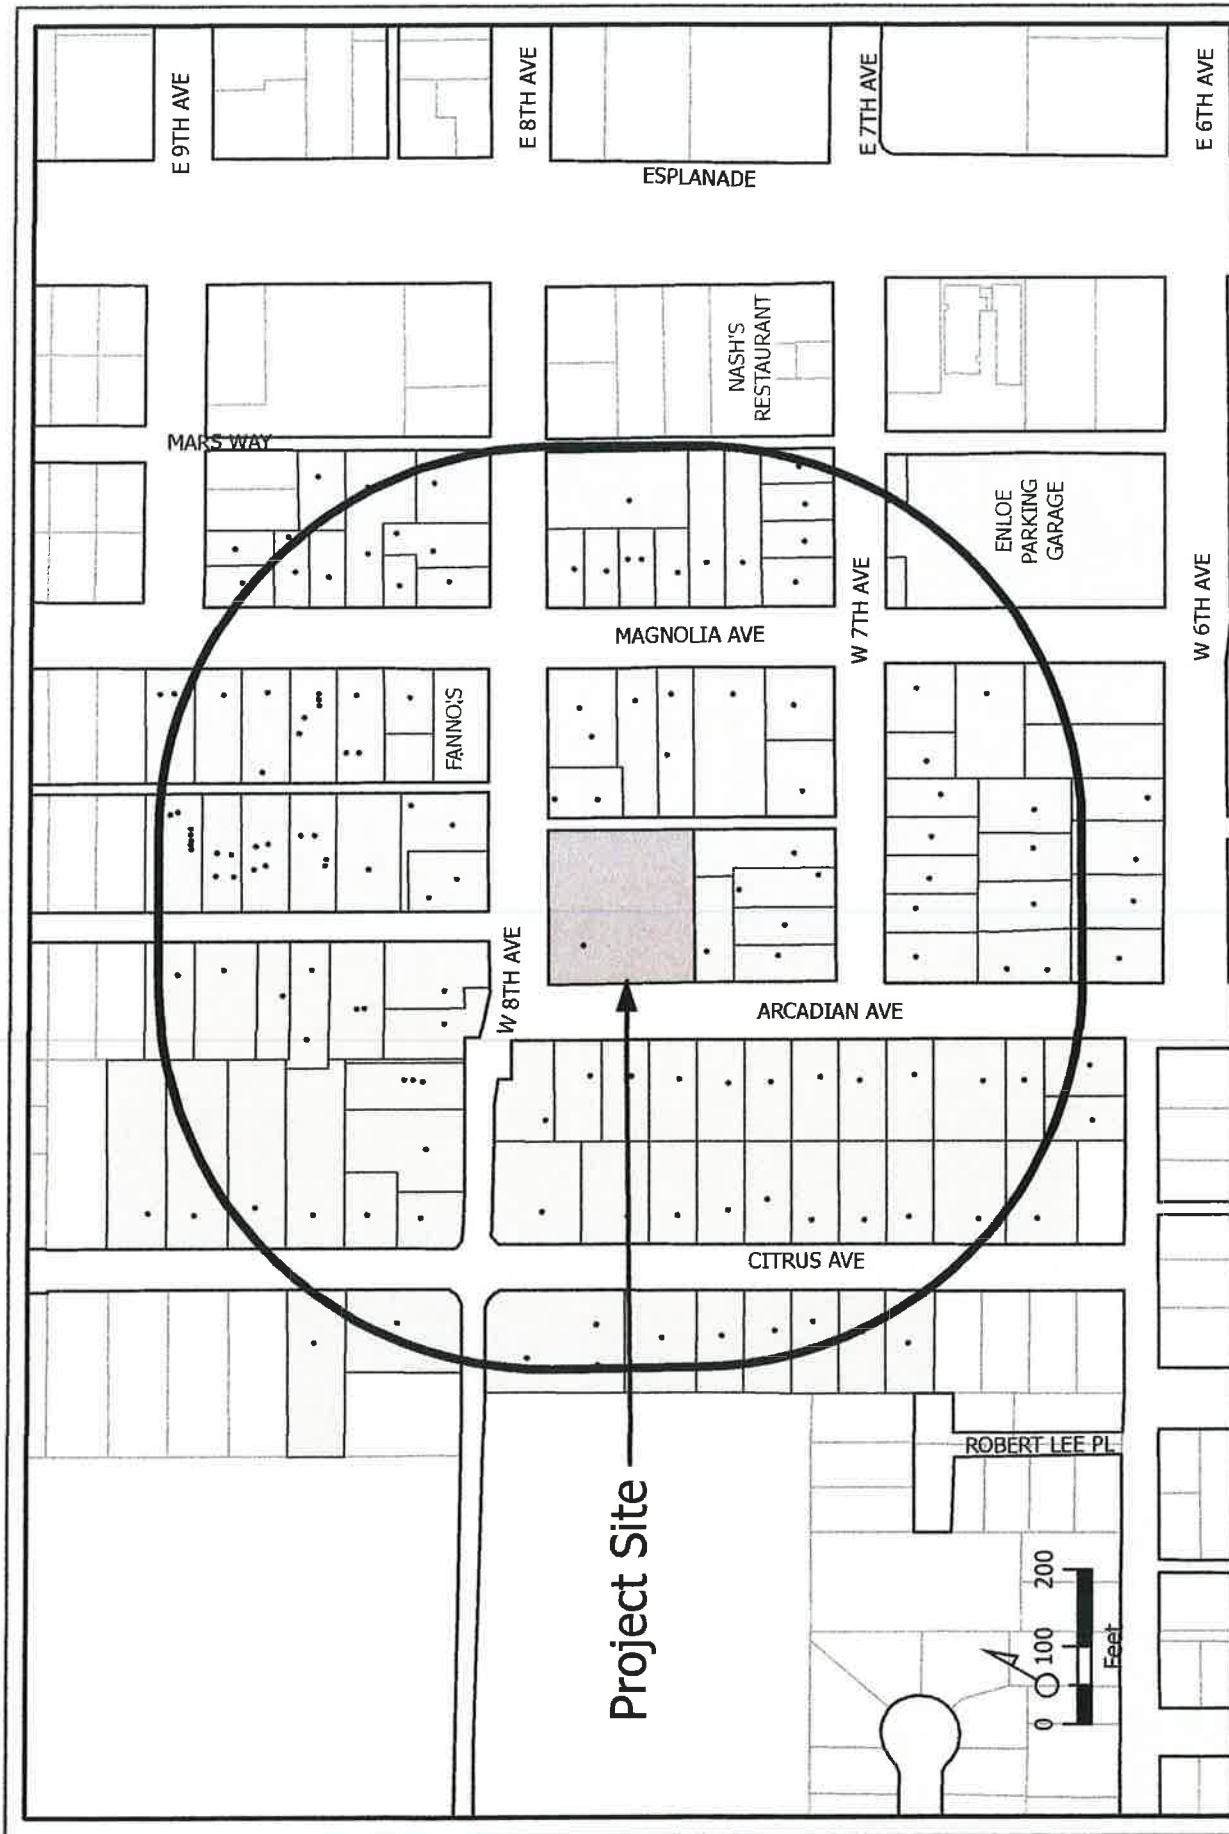 E 9TH AVE
E 8TH AVE
E 7TH AVE
E 6TH AVE
ESPLANADE
NASH'S
RESTAURANT
MARS WAY
ENLOE
PARKING
GARAGE
MAGNOLIA AVE
W 7TH AVE
W 6TH AVE
FANNO'S
W 8TH AVE
ARCADIAN AVE
CITRUS AVE
ROBERT LEE PL
Project Site
0 100 200
Feet